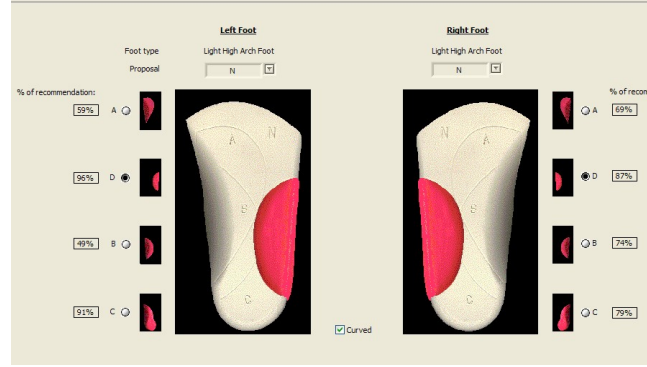 Left Foot
Right Foot
Foot type
Light High Arch Foot
Light High Arch Foot
Proposal
N
N
% of recommendation:
% of recon
59%
A
A
69%
N
A
N
A
96%
D
D
87%
B
B
49%
B
B
74%
C
C
91%
C
C
79%
Curved